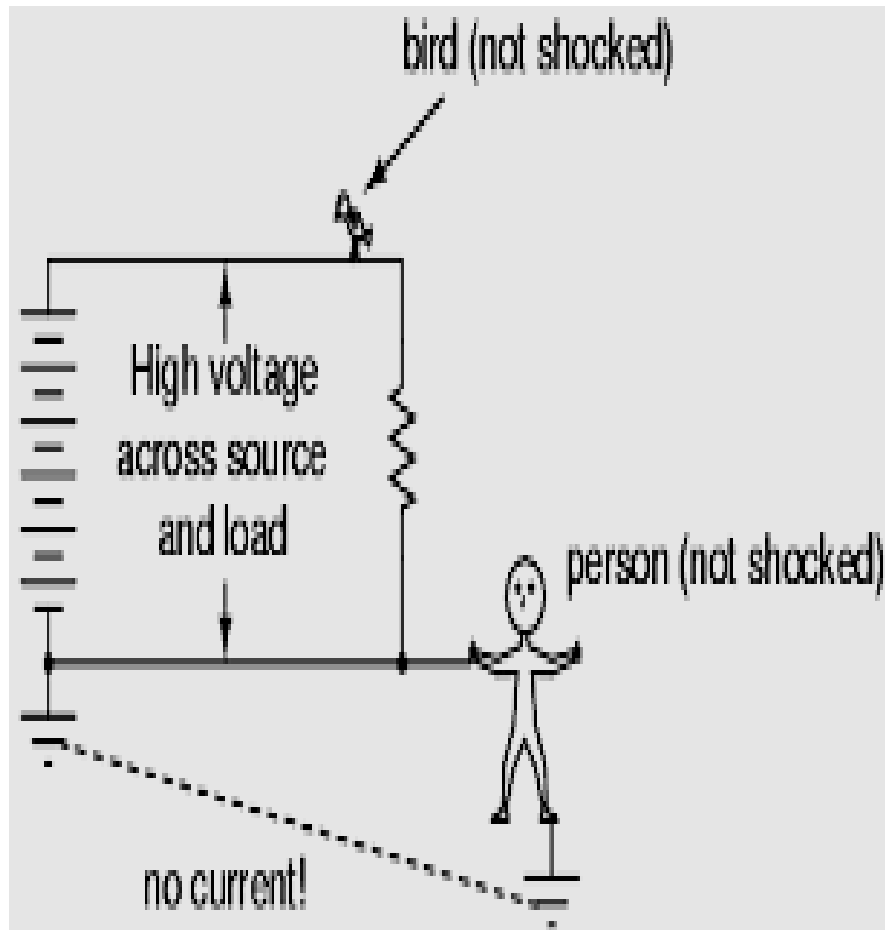 bird (not shocked)
High voltage
across source
and load
person (not shocked)
no current!